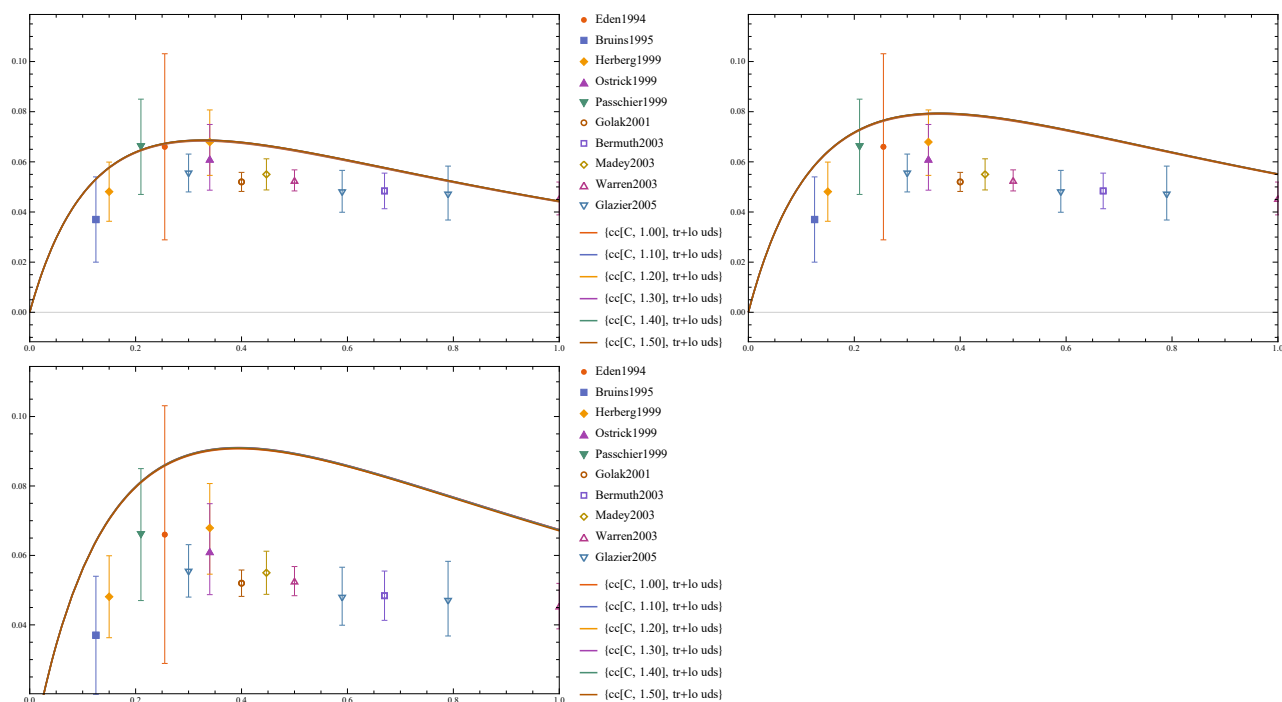 0.10
0.08
0.06
0.04
0.02
0.00
0.0 0.2 0.4 0.6 0.8 1.0
Eden1994
Bruins1995
Herberg1999
Ostrick1999
Passchier1999
Golak2001
Bermuth2003
Madey2003
Warren2003
Glazier2005
{cc[C, 1.00], tr+lo uds}
{cc[C, 1.10], tr+lo uds}
{cc[C, 1.20], tr+lo uds}
{cc[C, 1.30], tr+lo uds}
{cc[C, 1.40], tr+lo uds}
{cc[C, 1.50], tr+lo uds}
0.10
0.08
0.06
0.04
0.02
0.00
0.0 0.2 0.4 0.6 0.8 1.0
0.10
0.08
0.06
0.04
0.0 0.2 0.4 0.6 0.8 1.0
Eden1994
Bruins1995
Herberg1999
Ostrick1999
Passchier1999
Golak2001
Bermuth2003
Madey2003
Warren2003
Glazier2005
{cc[C, 1.00], tr+lo uds}
{cc[C, 1.10], tr+lo uds}
{cc[C, 1.20], tr+lo uds}
{cc[C, 1.30], tr+lo uds}
{cc[C, 1.40], tr+lo uds}
{cc[C, 1.50], tr+lo uds}